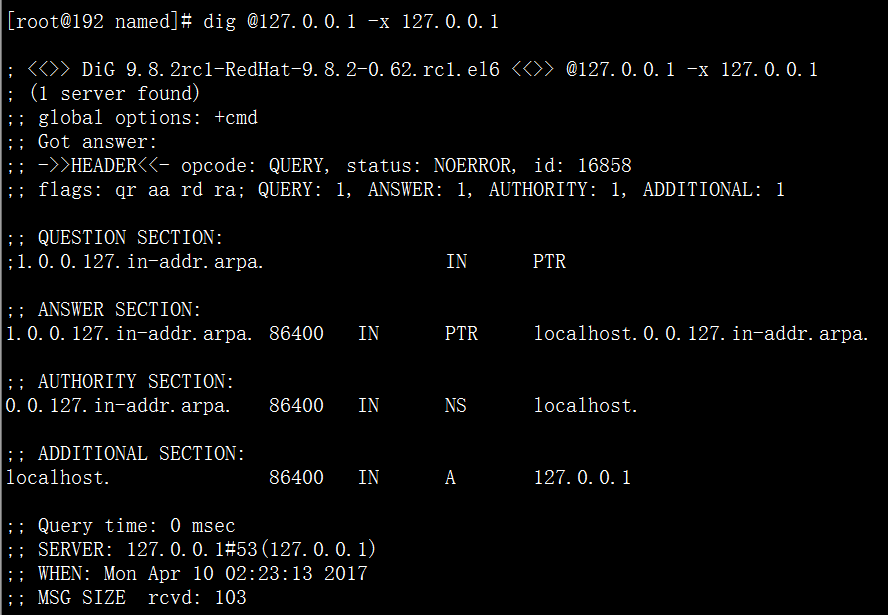 [root@192 named]# dig @127.0.0.1 -x 127.0.0.1
; <<>> DiG 9.8.2rc1-RedHat-9.8.2-0.62.rc1.el6 <<>> @127.0.0.1 -x 127.0.0.1
; (1 server found)
;; global options: +cmd
;; Got answer:
;; ->>HEADER<<- opcode: QUERY, status: NOERROR, id: 16858
;; flags: qr aa rd ra; QUERY: 1, ANSWER: 1, AUTHORITY: 1, ADDITIONAL: 1
;; QUESTION SECTION:
;1.0.0.127.in-addr.arpa. IN PTR
;; ANSWER SECTION:
1.0.0.127.in-addr.arpa. 86400 IN PTR localhost.0.0.127.in-addr.arpa.
;; AUTHORITY SECTION:
0.0.127.in-addr.arpa. 86400 IN NS localhost.
;; ADDITIONAL SECTION:
localhost. 86400 IN A 127.0.0.1
;; Query time: 0 msec
;; SERVER: 127.0.0.1#53(127.0.0.1)
;; WHEN: Mon Apr 10 02:23:13 2017
;; MSG SIZE rcvd: 103